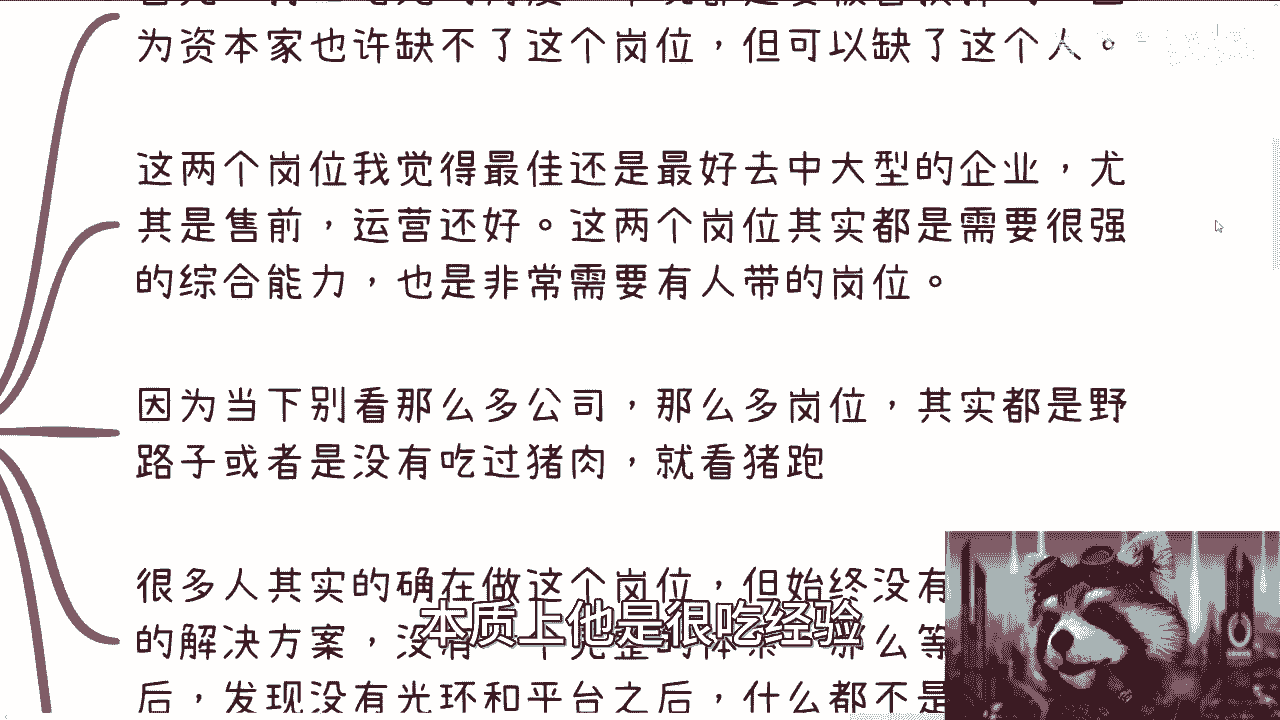 为资本家也许缺不了这个岗位，但可以缺了这个人。
这两个岗位我觉得最佳还是最好去中大型的企业，尤
其是售前，运营还好。这两个岗位其实都是需要很强
的综合能力，也是非常需要有人带的岗位。
因为当下别看那么多公司，那么多岗位，其实都是野
路子或者是没有吃过猪肉，就看猪跑
很多人其实的确在做这个岗位，但始终没有
的解决方案，没有
后，发现没有光环和平台之后，什么都不是
本质上他是很吃经验